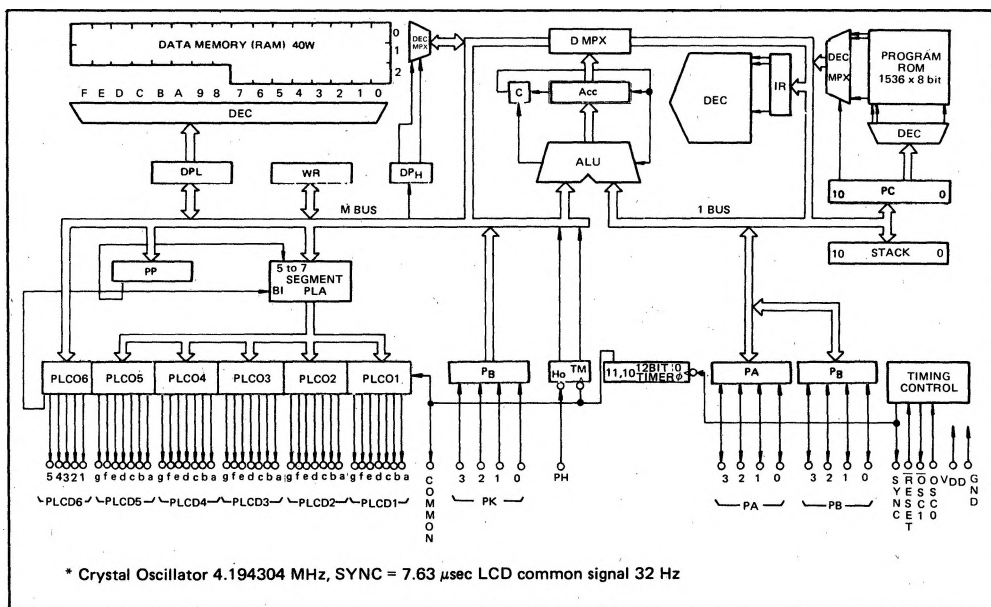 DATA MEMORY (RAM) 40W
0
1
2
F E D C B A 9 8 7 6 5 4 3 2 1 0
DEC
DEC MPX
D MPX
C
Acc
ALU
DEC
IR
DEC MPX
PROGRAM
ROM
1536 x 8 bit
DEC
10 PC 0
10 STACK 0
DPL
WR
DPH
M BUS
1 BUS
PP
5 to 7
SEGMENT
BI PLA
PLCO6 PLCO5 PLCO4 PLCO3 PLCO2 PLCO1
PB
Ho TM
11,10 12BIT :0
TIMER Ø
PA
PB
TIMING
CONTROL
5 4 3 2 1 g f e d c b a g f e d c b a g f e d c b a g f e d c b a g f e d c b a
PLCD6 PLCD5 PLCD4 PLCD3 PLCD2 PLCD1
COMMON
3 2 1 0
PK
PH
3 2 1 0
PA
3 2 1 0
PB
SYNC
RESET
OSC1
OSC0
VDD
GND
* Crystal Oscillator 4.194304 MHz, SYNC = 7.63 µsec LCD common signal 32 Hz